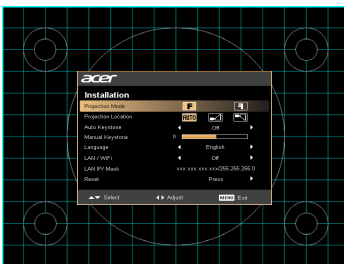 acer
Installation
Projection Mode F
Projection Location AUTO
Auto Keystone Off
Manual Keystone 0
Language English
LAN / WiFi Off
LAN IP/ Mask xxx.xxx.xxx.xxx/255.255.255.0
Reset Press
Select Adjust MENU Exit